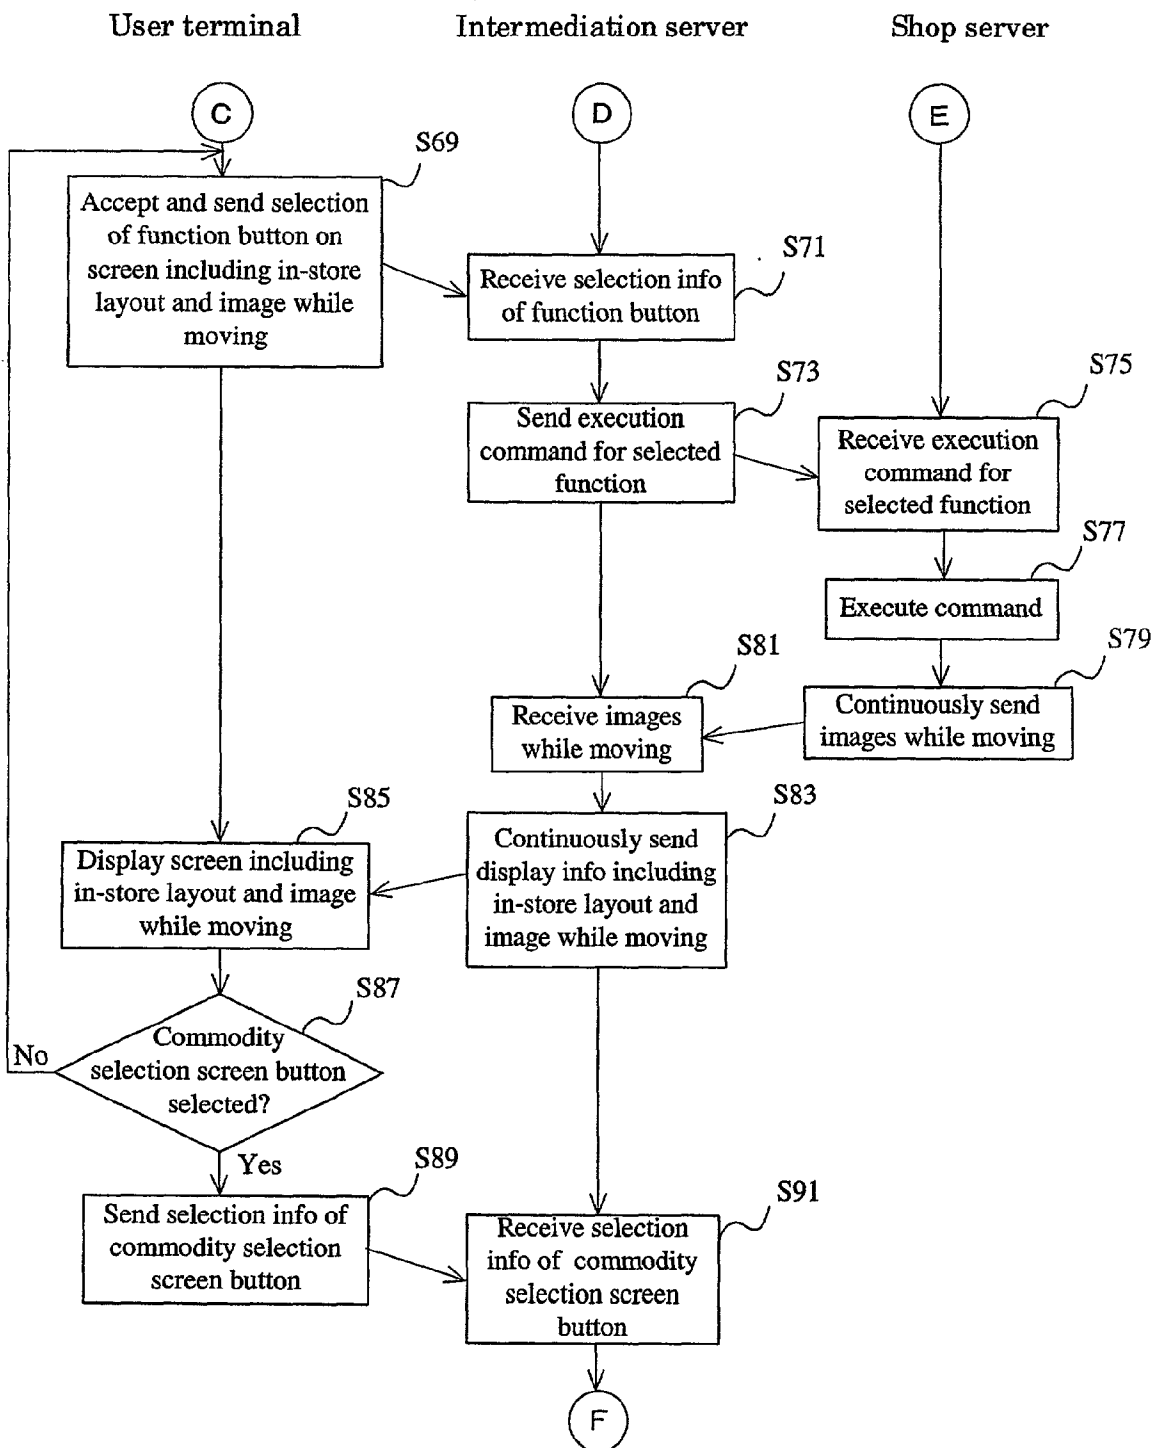 User terminal
Intermediation server
Shop server
C
D
E
S69
Accept and send selection
of function button on
screen including in-store
layout and image while
moving
S71
Receive selection info
of function button
S73
Send execution
command for selected
function
S75
Receive execution
command for
selected function
S77
Execute command
S79
Continuously send
images while moving
S81
Receive images
while moving
S83
Continuously send
display info including
in-store layout and
image while moving
S85
Display screen including
in-store layout and image
while moving
S87
Commodity
selection screen button
selected?
No
Yes
S89
Send selection info of
commodity selection
screen button
S91
Receive selection
info of commodity
selection screen
button
F